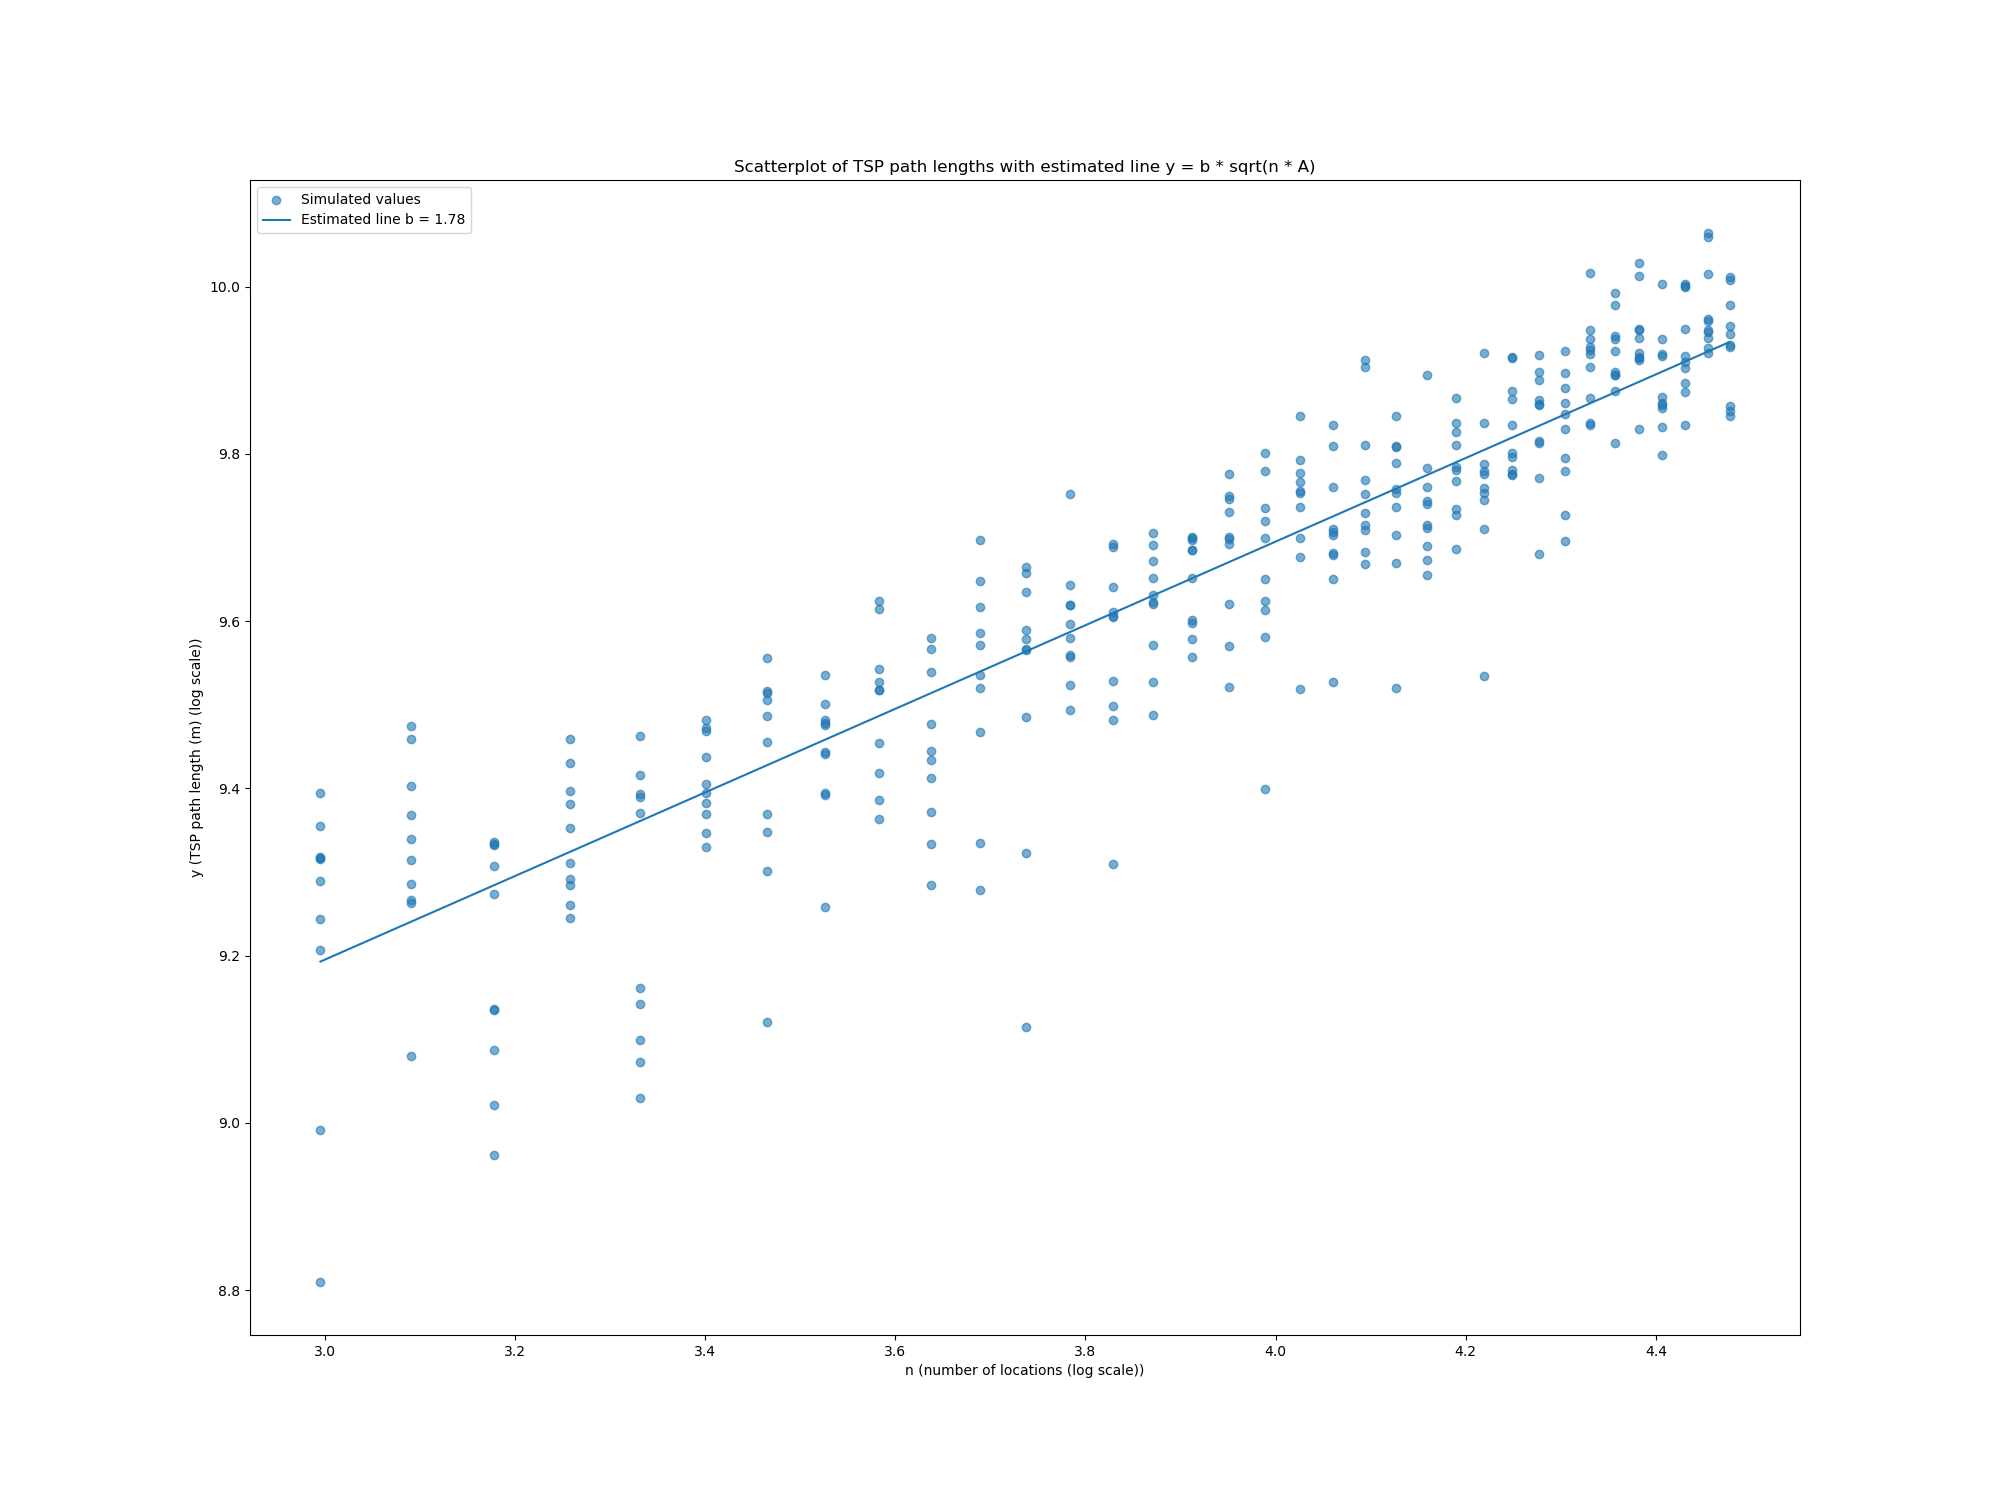 Scatterplot of TSP path lengths with estimated line y = b * sqrt(n * A)
Simulated values
Estimated line b = 1.78
10.0
9.8
9.6
9.4
9.2
9.0
8.8
y (TSP path length (m) (log scale))
3.0 3.2 3.4 3.6 3.8 4.0 4.2 4.4
n (number of locations (log scale))